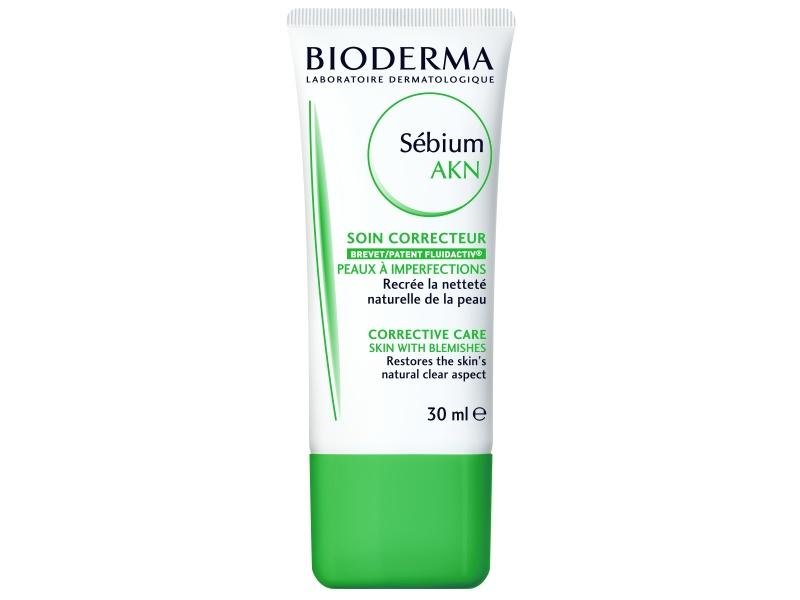 BIODERMA
LABORATOIRE DERMATOLOGIQUE
Sébium
AKN
SOIN CORRECTEUR
BREVET/PATENT FLUIDACTIV®
PEAUX À IMPERFECTIONS
Recrée la netteté
naturelle de la peau
CORRECTIVE CARE
SKIN WITH BLEMISHES
Restores the skin's
natural clear aspect
30 ml ℮